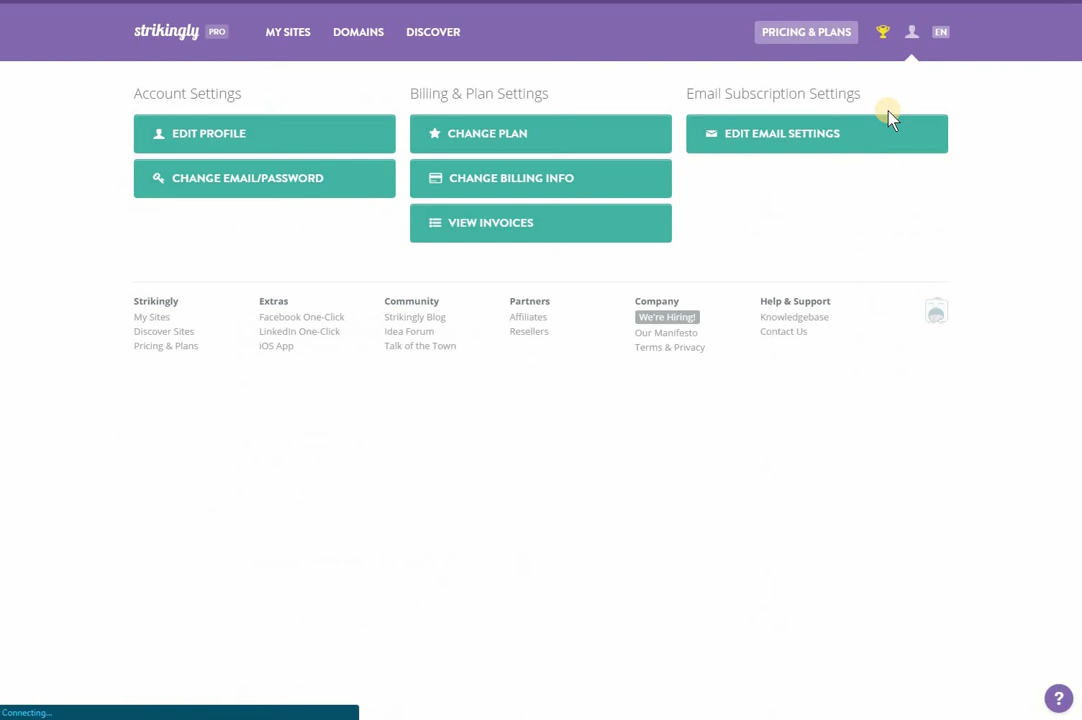 strikingly PRO MY SITES DOMAINS DISCOVER PRICING & PLANS EN
Account Settings
EDIT PROFILE
CHANGE EMAIL/PASSWORD
Billing & Plan Settings
CHANGE PLAN
CHANGE BILLING INFO
VIEW INVOICES
Email Subscription Settings
EDIT EMAIL SETTINGS
Strikingly
My Sites
Discover Sites
Pricing & Plans
Extras
Facebook One-Click
LinkedIn One-Click
iOS App
Community
Strikingly Blog
Idea Forum
Talk of the Town
Partners
Affiliates
Resellers
Company
We're Hiring!
Our Manifesto
Terms & Privacy
Help & Support
Knowledgebase
Contact Us
?
Connecting...